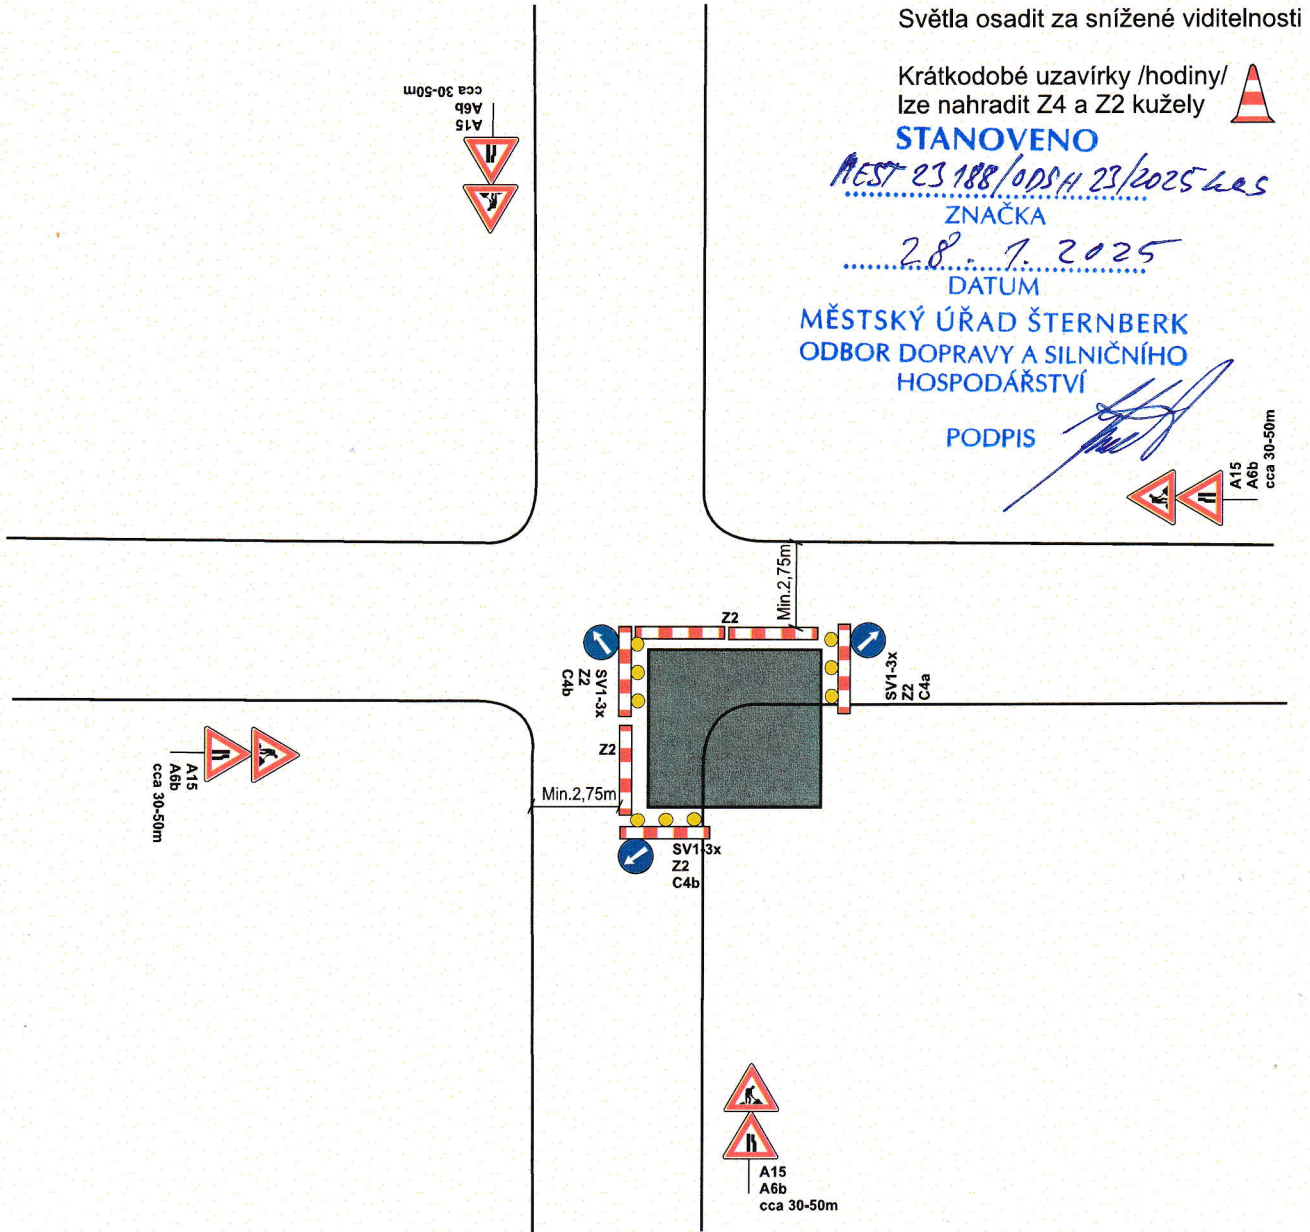 Světla osadit za snížené viditelnosti
Krátkodobé uzavírky /hodiny/
lze nahradit Z4 a Z2 kužely
STANOVENO
MEST 23188/ODSH 23/2025
ZNAČKA
28. 1. 2025
DATUM
MĚSTSKÝ ÚŘAD ŠTERNBERK
ODBOR DOPRAVY A SILNIČNÍHO
HOSPODÁŘSTVÍ
PODPIS
A15
A6b
cca 30-50m
A15
A6b
cca 30-50m
Min.2,75m
Z2
SV1-3x
Z2
C4b
SV1-3x
Z2
C4a
Z2
A15
A6b
cca 30-50m
Min.2,75m
SV1-3x
Z2
C4b
A15
A6b
cca 30-50m